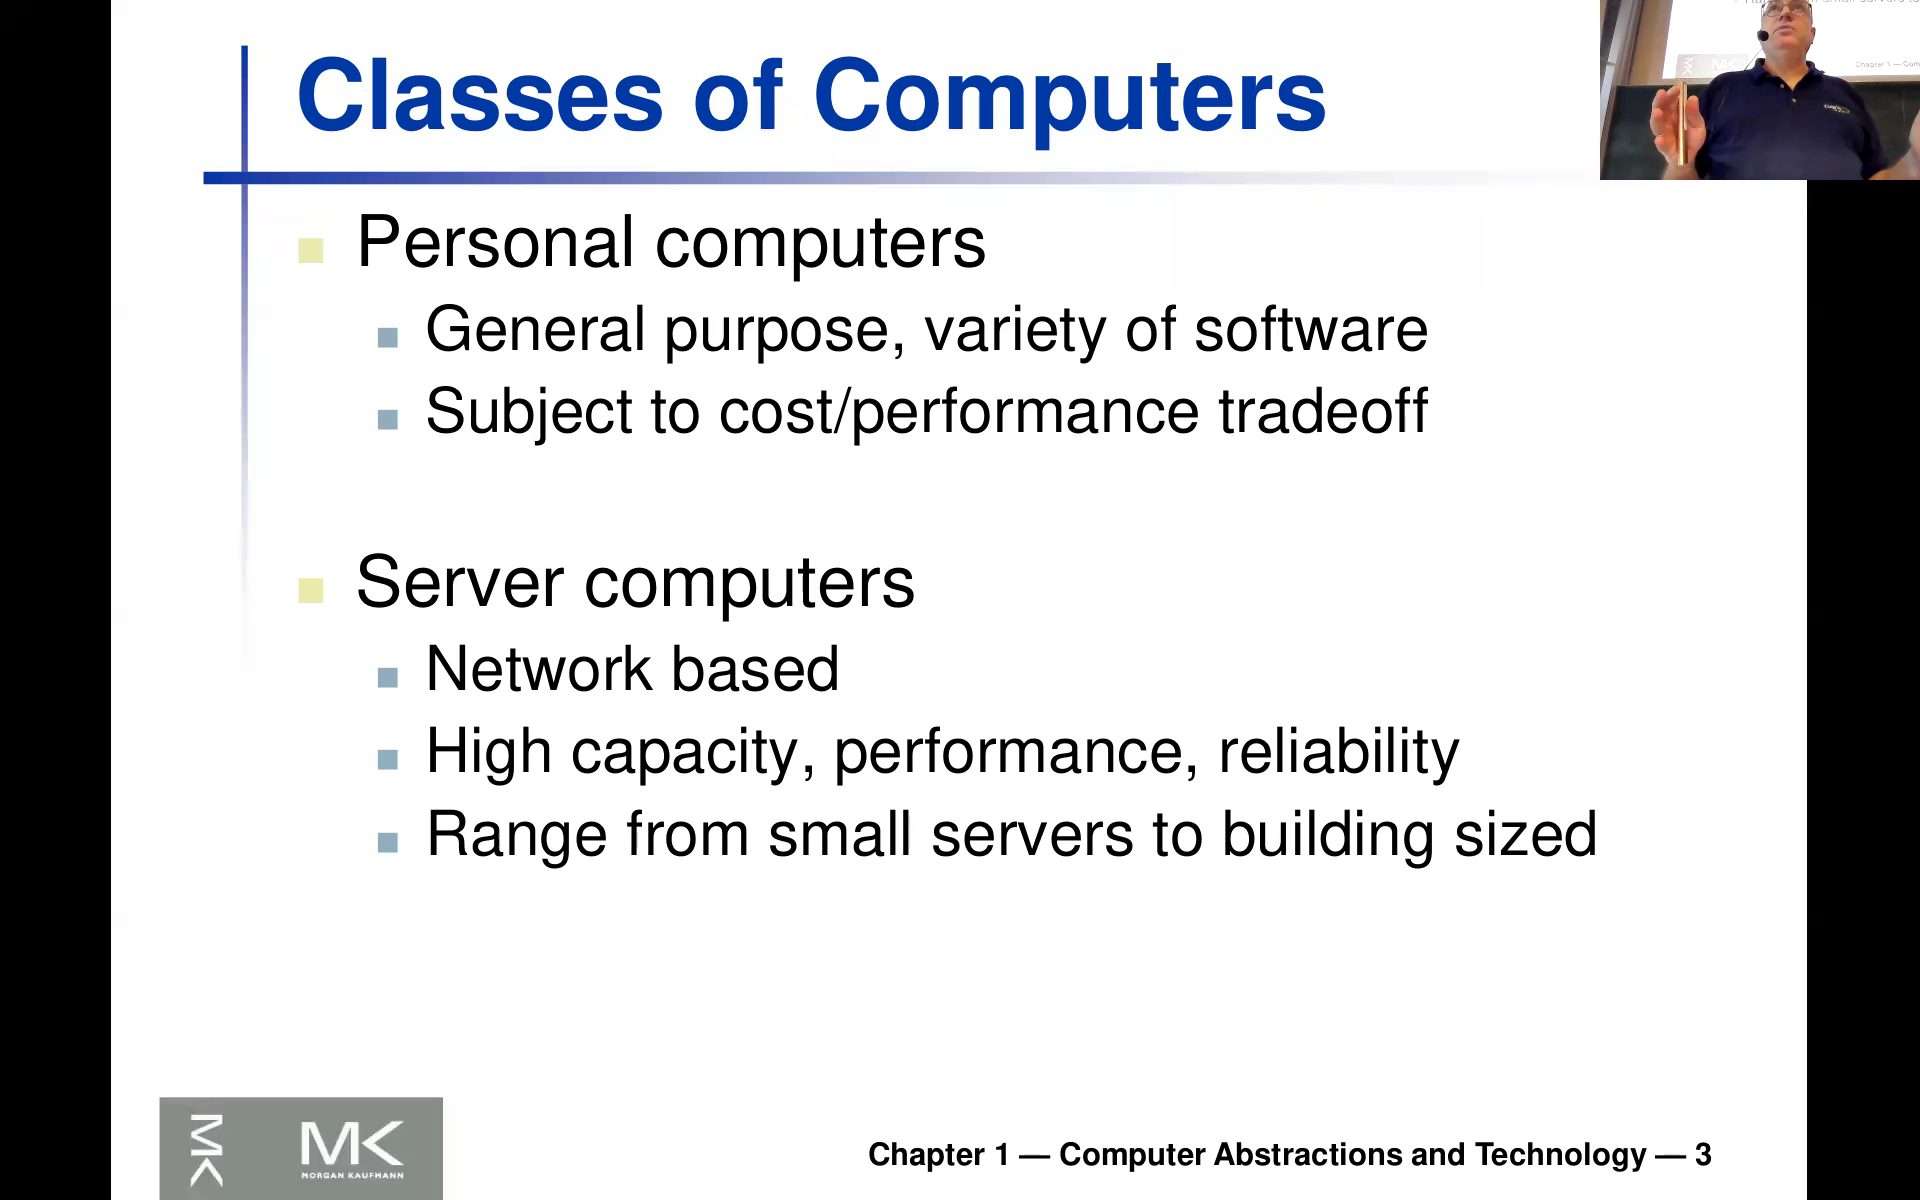 Classes of Computers
Personal computers
General purpose, variety of software
Subject to cost/performance tradeoff
Server computers
Network based
High capacity, performance, reliability
Range from small servers to building sized
MK
MK
MORGAN KAUFMANN
Chapter 1 — Computer Abstractions and Technology — 3